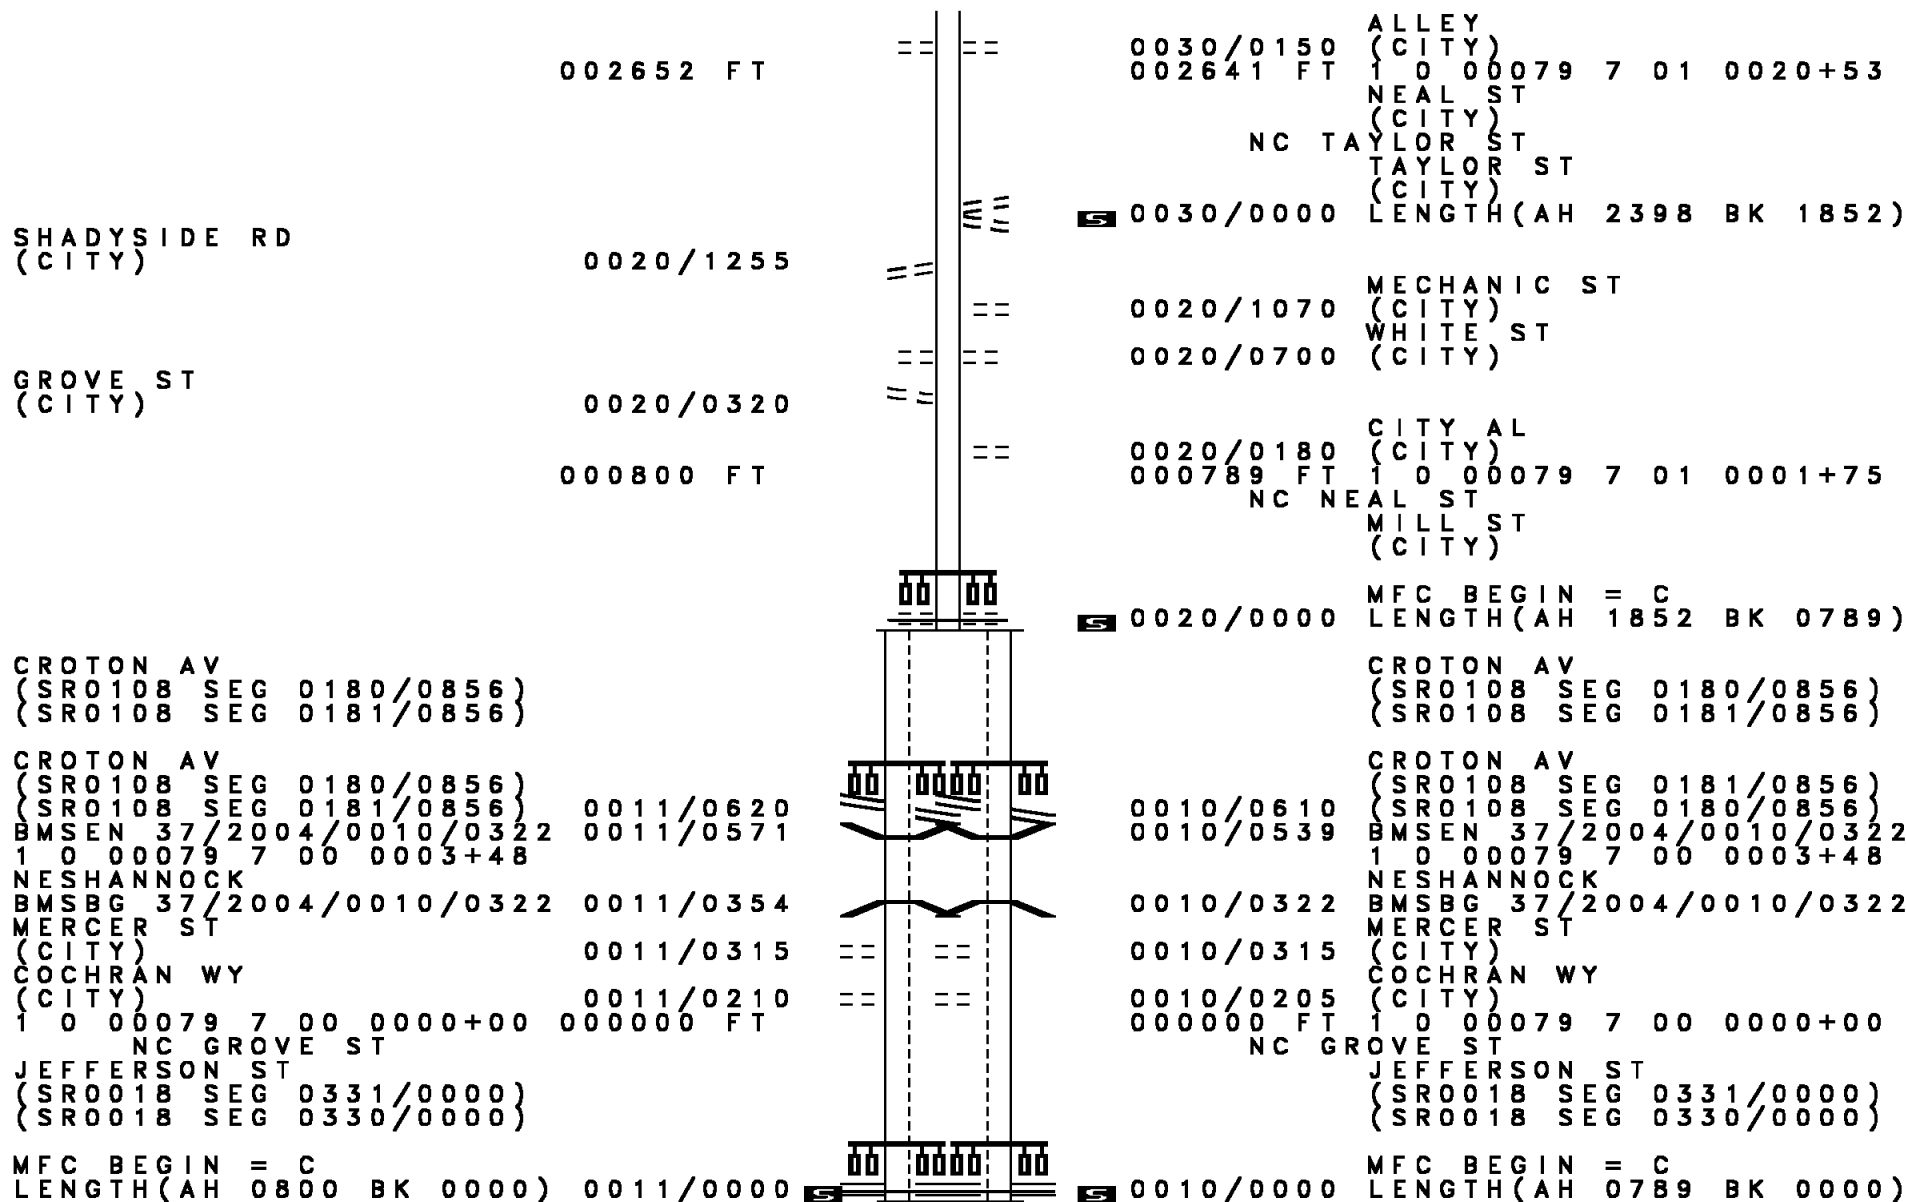 ALLEY
0030/0150 (CITY)
002652 FT 002641 FT 1 0 00079 7 01 0020+53
NEAL ST
(CITY)
NC TAYLOR ST
TAYLOR ST
(CITY)
S 0030/0000 LENGTH(AH 2398 BK 1852)
SHADYSIDE RD
(CITY) 0020/1255
MECHANIC ST
0020/1070 (CITY)
WHITE ST
0020/0700 (CITY)
GROVE ST
(CITY) 0020/0320
CITY AL
0020/0180 (CITY)
000800 FT 000789 FT 1 0 00079 7 01 0001+75
NC NEAL ST
MILL ST
(CITY)
MFC BEGIN = C
S 0020/0000 LENGTH(AH 1852 BK 0789)
CROTON AV CROTON AV
(SR0108 SEG 0180/0856) (SR0108 SEG 0180/0856)
(SR0108 SEG 0181/0856) (SR0108 SEG 0181/0856)
CROTON AV CROTON AV
(SR0108 SEG 0180/0856) (SR0108 SEG 0181/0856)
(SR0108 SEG 0181/0856) 0011/0620 0010/0610 (SR0108 SEG 0180/0856)
BMSEN 37/2004/0010/0322 0011/0571 0010/0539 BMSEN 37/2004/0010/0322
1 0 00079 7 00 0003+48 1 0 00079 7 00 0003+48
NESHANNOCK NESHANNOCK
BMSBG 37/2004/0010/0322 0011/0354 0010/0322 BMSBG 37/2004/0010/0322
MERCER ST MERCER ST
(CITY) 0011/0315 0010/0315 (CITY)
COCHRAN WY COCHRAN WY
(CITY) 0011/0210 0010/0205 (CITY)
1 0 00079 7 00 0000+00 000000 FT 000000 FT 1 0 00079 7 00 0000+00
NC GROVE ST NC GROVE ST
JEFFERSON ST JEFFERSON ST
(SR0018 SEG 0331/0000) (SR0018 SEG 0331/0000)
(SR0018 SEG 0330/0000) (SR0018 SEG 0330/0000)
MFC BEGIN = C MFC BEGIN = C
LENGTH(AH 0800 BK 0000) 0011/0000 S S 0010/0000 LENGTH(AH 0789 BK 0000)